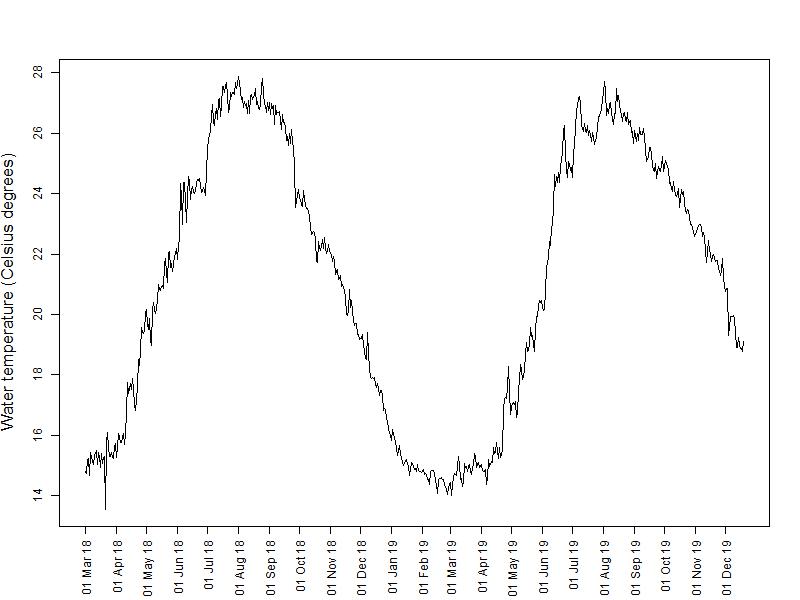 Water temperature (Celsius degrees)
28
26
24
22
20
18
16
14
01 Mar 18
01 Apr 18
01 May 18
01 Jun 18
01 Jul 18
01 Aug 18
01 Sep 18
01 Oct 18
01 Nov 18
01 Dec 18
01 Jan 19
01 Feb 19
01 Mar 19
01 Apr 19
01 May 19
01 Jun 19
01 Jul 19
01 Aug 19
01 Sep 19
01 Oct 19
01 Nov 19
01 Dec 19